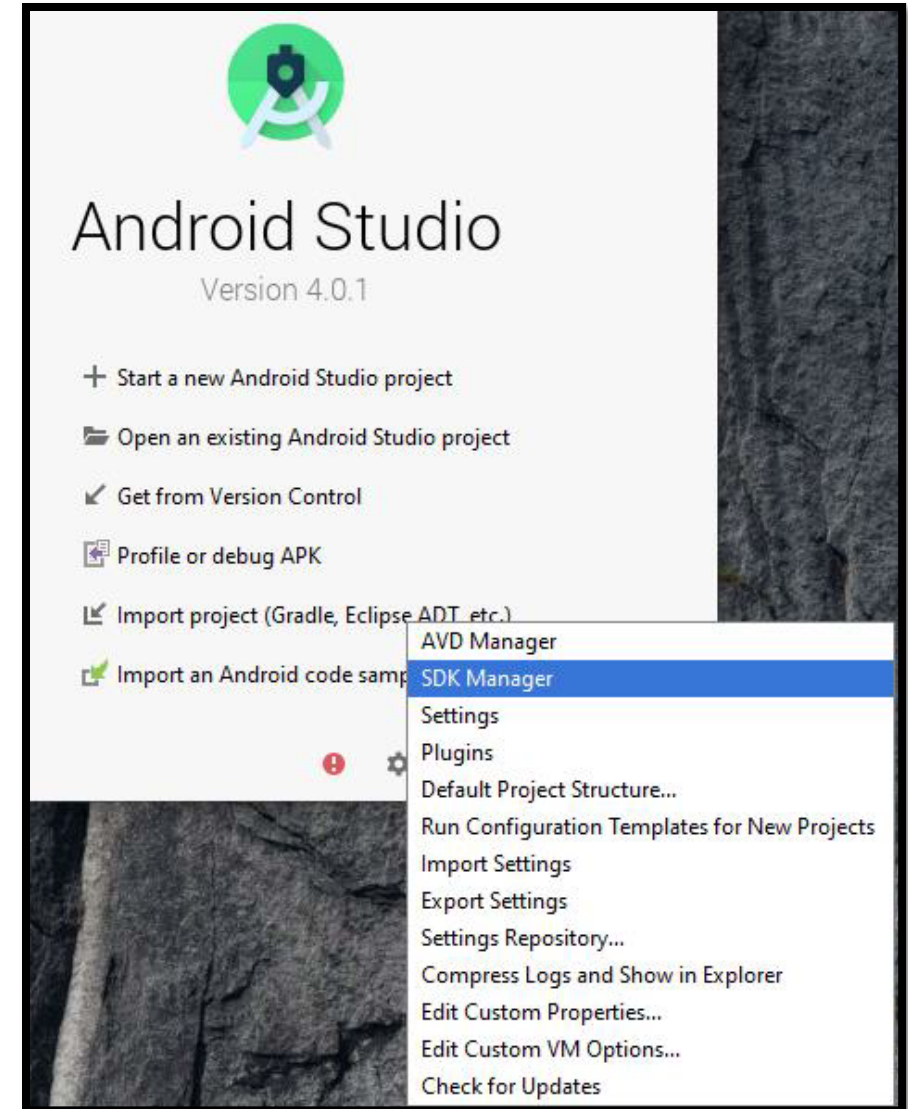 Android Studio
Version 4.0.1
Start a new Android Studio project
Open an existing Android Studio project
Get from Version Control
Profile or debug APK
Import project (Gradle, Eclipse ADT, etc.)
Import an Android code samp
AVD Manager
SDK Manager
Settings
Plugins
Default Project Structure...
Run Configuration Templates for New Projects
Import Settings
Export Settings
Settings Repository...
Compress Logs and Show in Explorer
Edit Custom Properties...
Edit Custom VM Options...
Check for Updates